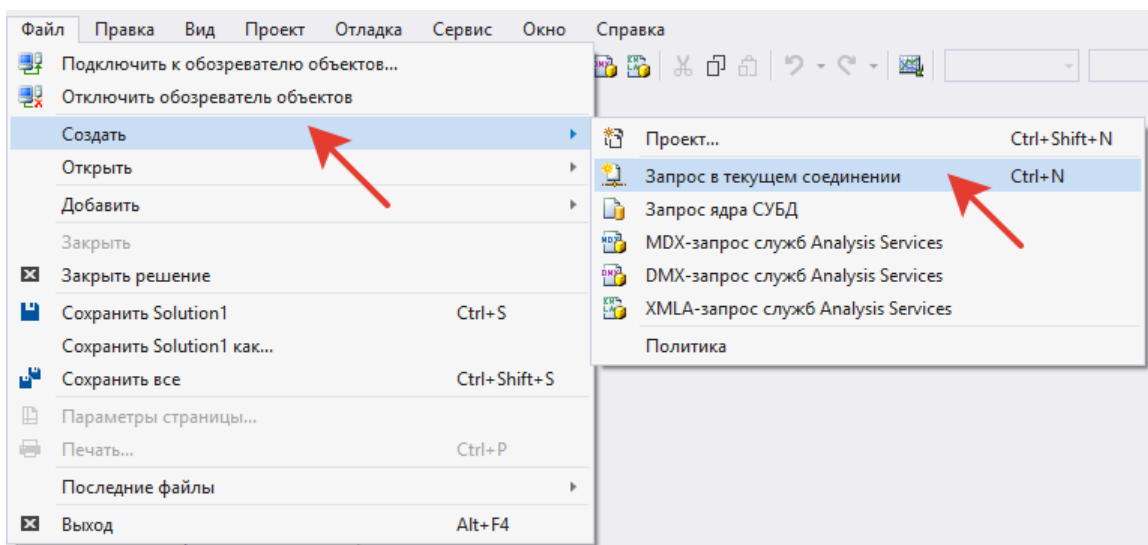 Файл Правка Вид Проект Отладка Сервис Окно Справка
Подключить к обозревателю объектов...
Отключить обозреватель объектов
Создать
Открыть
Добавить
Закрыть
Закрыть решение
Сохранить Solution1 Ctrl+S
Сохранить Solution1 как...
Сохранить все Ctrl+Shift+S
Параметры страницы...
Печать... Ctrl+P
Последние файлы
Выход Alt+F4
Проект... Ctrl+Shift+N
Запрос в текущем соединении Ctrl+N
Запрос ядра СУБД
MDX-запрос служб Analysis Services
DMX-запрос служб Analysis Services
XMLA-запрос служб Analysis Services
Политика